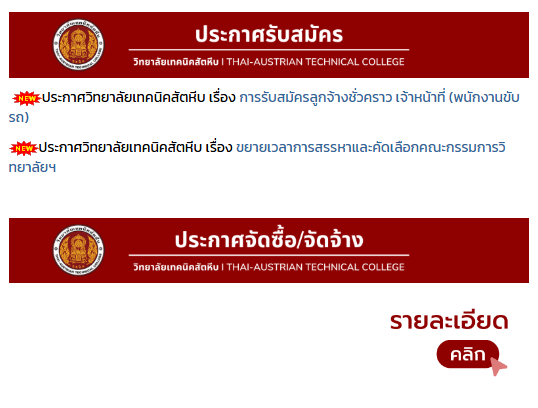 ประกาศรับสมัคร
วิทยาลัยเทคนิคสัตหีบ I THAI-AUSTRIAN TECHNICAL COLLEGE
NEW ประกาศวิทยาลัยเทคนิคสัตหีบ เรื่อง การรับสมัครลูกจ้างชั่วคราว เจ้าหน้าที่ (พนักงานขับ
รถ)
NEW ประกาศวิทยาลัยเทคนิคสัตหีบ เรื่อง ขยายเวลาการสรรหาและคัดเลือกคณะกรรมการวิ
ทยาลัยฯ
ประกาศจัดซื้อ/จัดจ้าง
วิทยาลัยเทคนิคสัตหีบ I THAI-AUSTRIAN TECHNICAL COLLEGE
รายละเอียด
คลิก